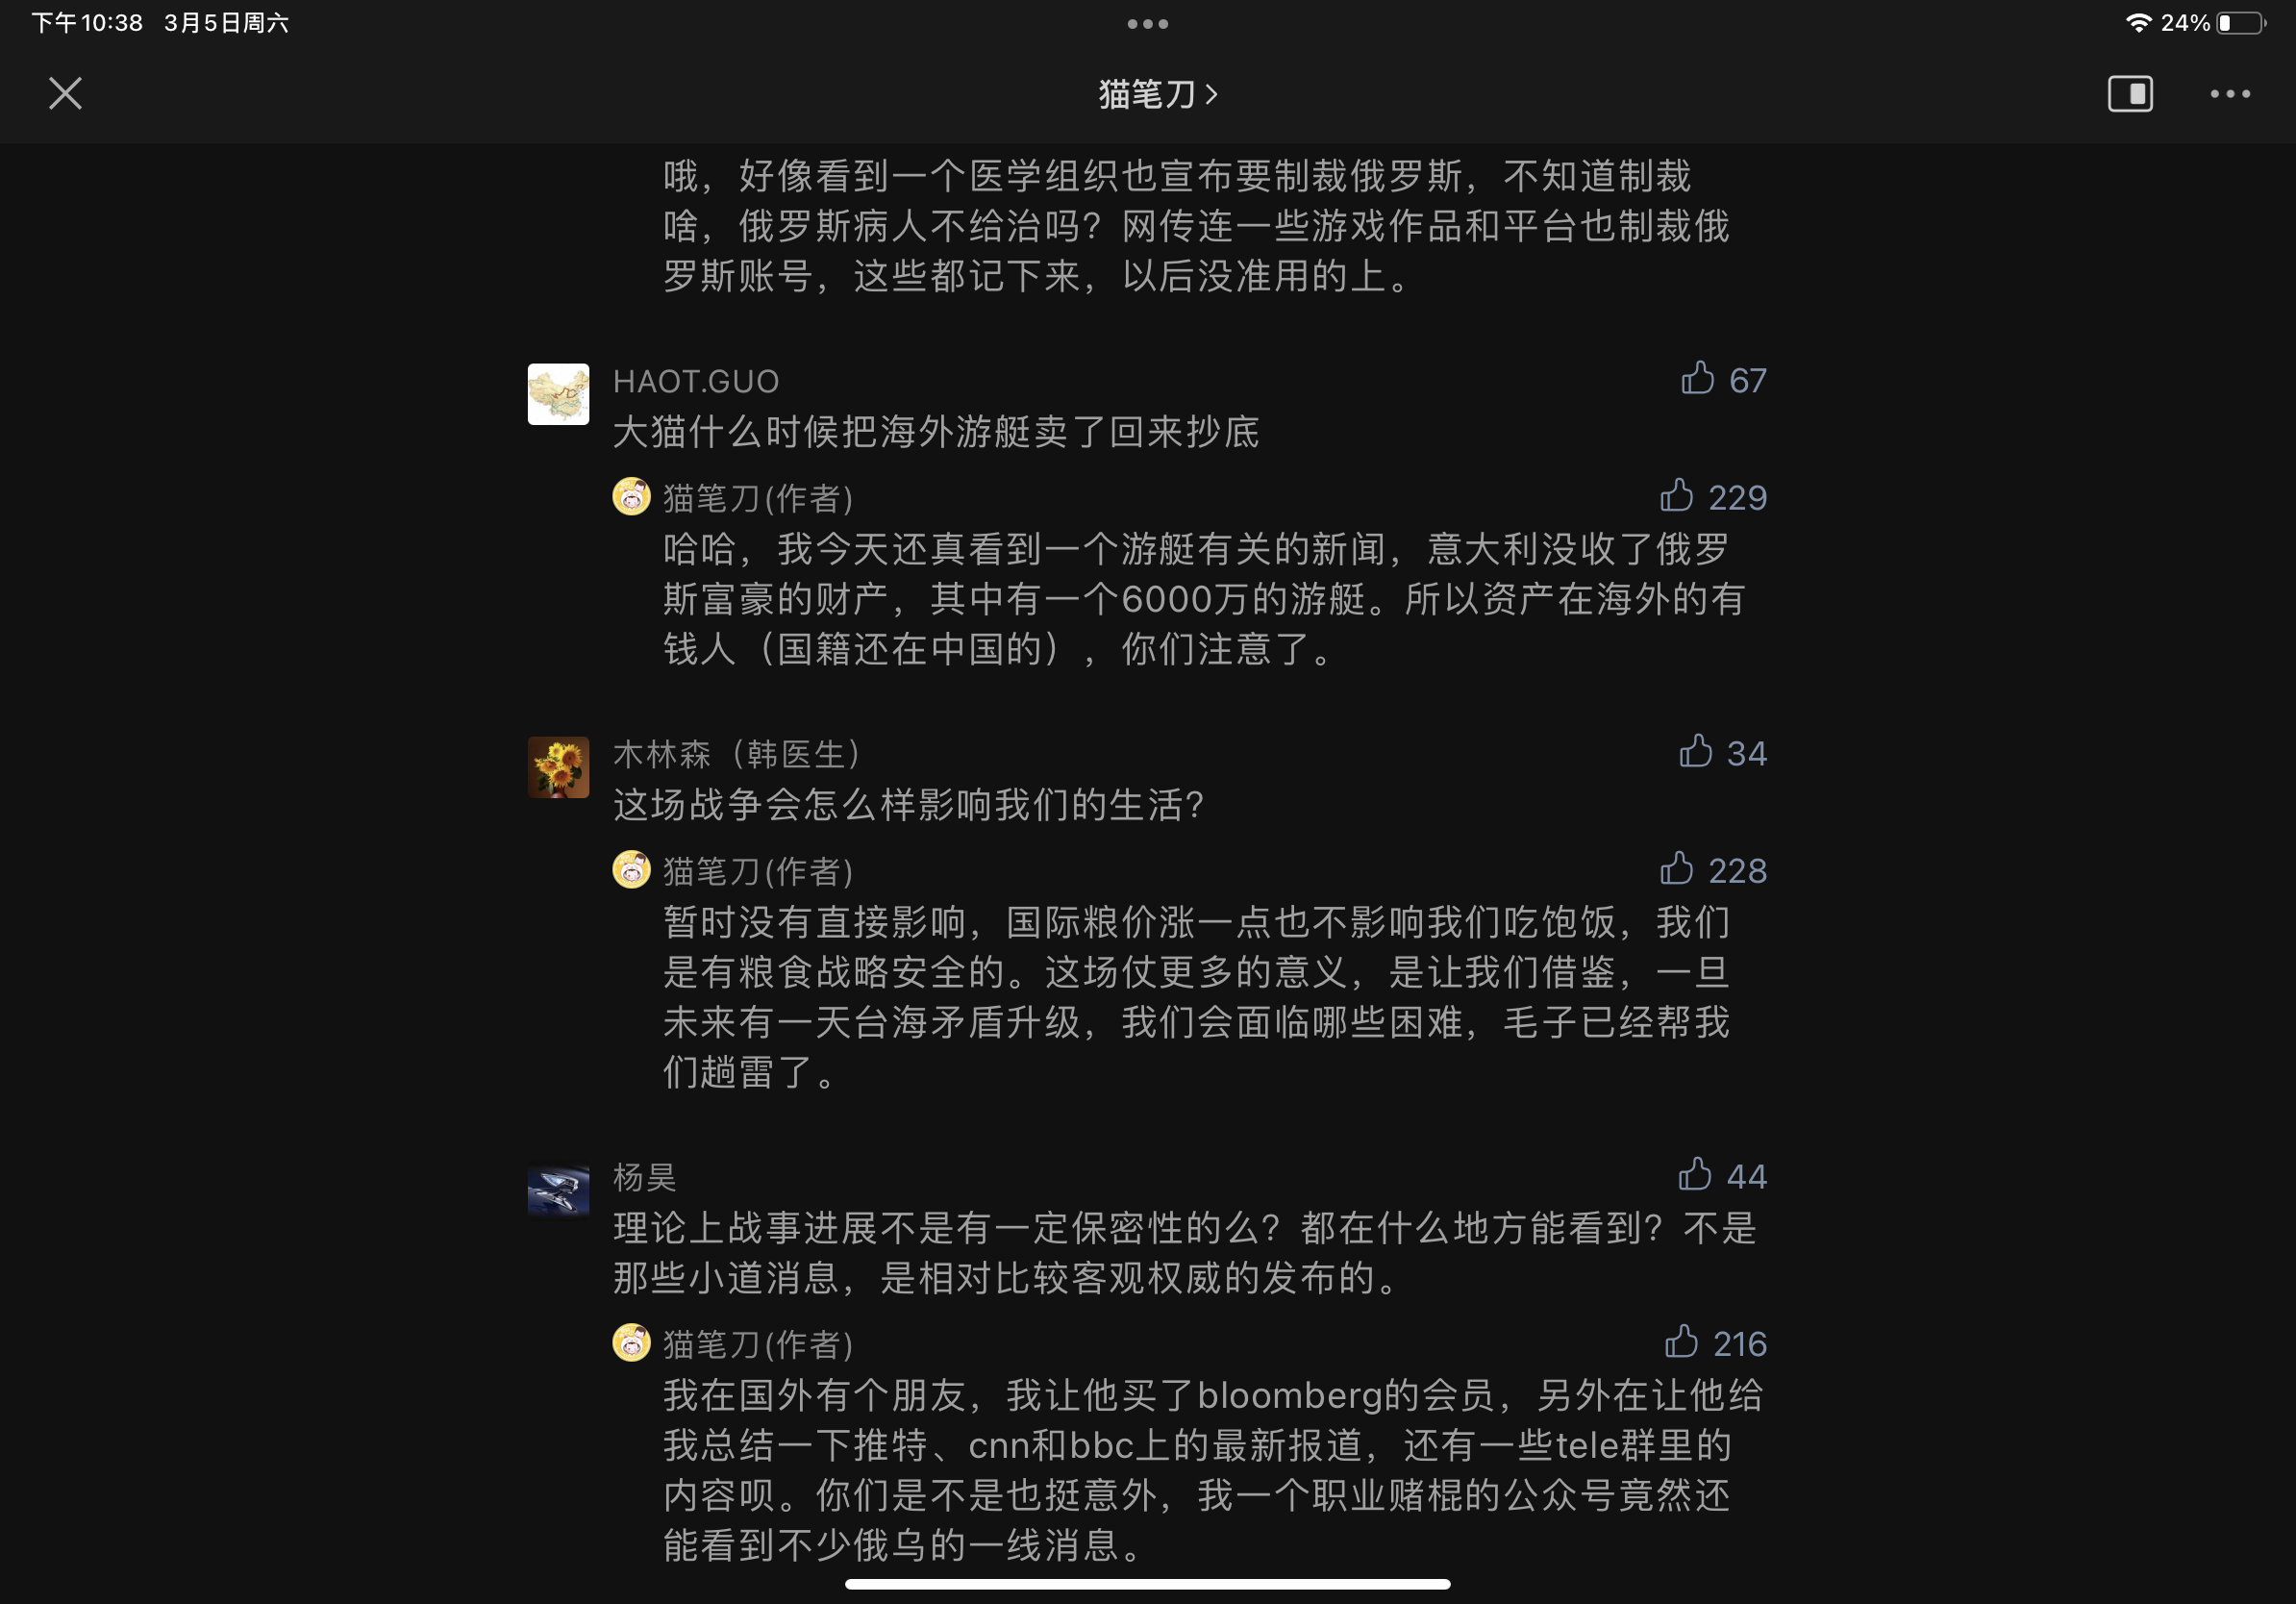 下午10:38 3月5日周六
24%
猫笔刀
哦，好像看到一个医学组织也宣布要制裁俄罗斯，不知道制裁
啥，俄罗斯病人不给治吗？网传连一些游戏作品和平台也制裁俄
罗斯账号，这些都记下来，以后没准用的上。
HAOT.GUO
67
大猫什么时候把海外游艇卖了回来抄底
猫笔刀(作者)
229
哈哈，我今天还真看到一个游艇有关的新闻，意大利没收了俄罗
斯富豪的财产，其中有一个6000万的游艇。所以资产在海外的有
钱人（国籍还在中国的），你们注意了。
木林森（韩医生）
34
这场战争会怎么样影响我们的生活？
猫笔刀(作者)
228
暂时没有直接影响，国际粮价涨一点也不影响我们吃饱饭，我们
是有粮食战略安全的。这场仗更多的意义，是让我们借鉴，一旦
未来有一天台海矛盾升级，我们会面临哪些困难，毛子已经帮我
们趟雷了。
杨昊
44
理论上战事进展不是有一定保密性的么？都在什么地方能看到？不是
那些小道消息，是相对比较客观权威的发布的。
猫笔刀(作者)
216
我在国外有个朋友，我让他买了bloomberg的会员，另外在让他给
我总结一下推特、cnn和bbc上的最新报道，还有一些tele群里的
内容呗。你们是不是也挺意外，我一个职业赌棍的公众号竟然还
能看到不少俄乌的一线消息。